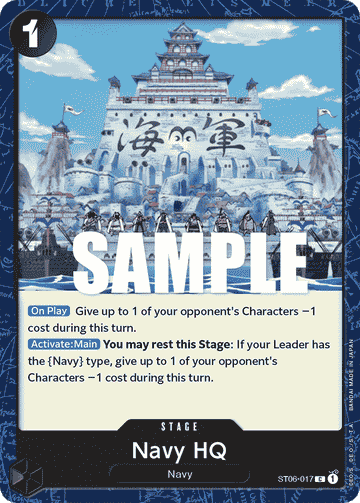 1
海軍
SAMPLE
On Play Give up to 1 of your opponent's Characters −1
cost during this turn.
Activate:Main You may rest this Stage: If your Leader has
the {Navy} type, give up to 1 of your opponent's
Characters −1 cost during this turn.
STAGE
Navy HQ
Navy
ST06-017 C 1
BANDAI MADE IN JAPAN